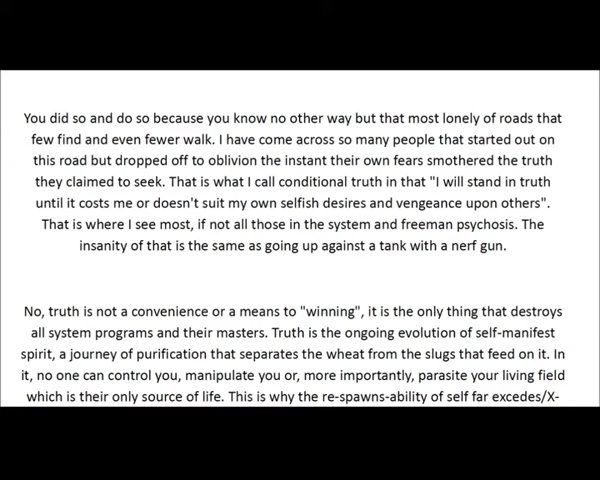 You did so and do so because you know no other way but that most lonely of roads that
few find and even fewer walk. I have come across so many people that started out on
this road but dropped off to oblivion the instant their own fears smothered the truth
they claimed to seek. That is what I call conditional truth in that "I will stand in truth
until it costs me or doesn't suit my own selfish desires and vengeance upon others".
That is where I see most, if not all those in the system and freeman psychosis. The
insanity of that is the same as going up against a tank with a nerf gun.
No, truth is not a convenience or a means to "winning", it is the only thing that destroys
all system programs and their masters. Truth is the ongoing evolution of self-manifest
spirit, a journey of purification that separates the wheat from the slugs that feed on it. In
it, no one can control you, manipulate you or, more importantly, parasite your living field
which is their only source of life. This is why the re-spawns-ability of self far excedes/X-